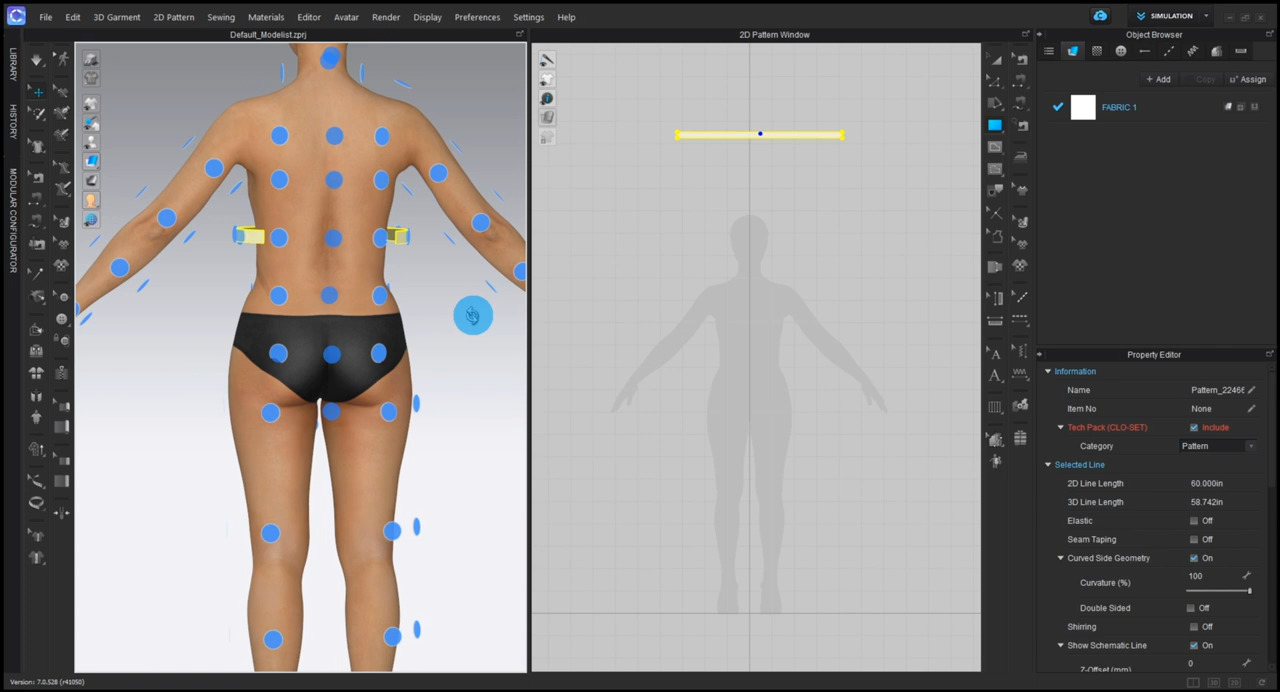 File Edit 3D Garment 2D Pattern Sewing Materials Editor Avatar Render Display Preferences Settings Help
SIMULATION
Default_Modelist.zprj
2D Pattern Window
Object Browser
LIBRARY
HISTORY
MODULAR CONFIGURATOR
+ Add Copy Assign
FABRIC 1
Property Editor
Information
Name Pattern_2246
Item No None
Tech Pack (CLO-SET) Include
Category Pattern
Selected Line
2D Line Length 60.000in
3D Line Length 58.742in
Elastic Off
Seam Taping Off
Curved Side Geometry On
Curvature (%) 100
Double Sided Off
Shirring Off
Show Schematic Line On
Z-Offset (mm) 0
Version: 7.0.528 (r41050)
3D 2D